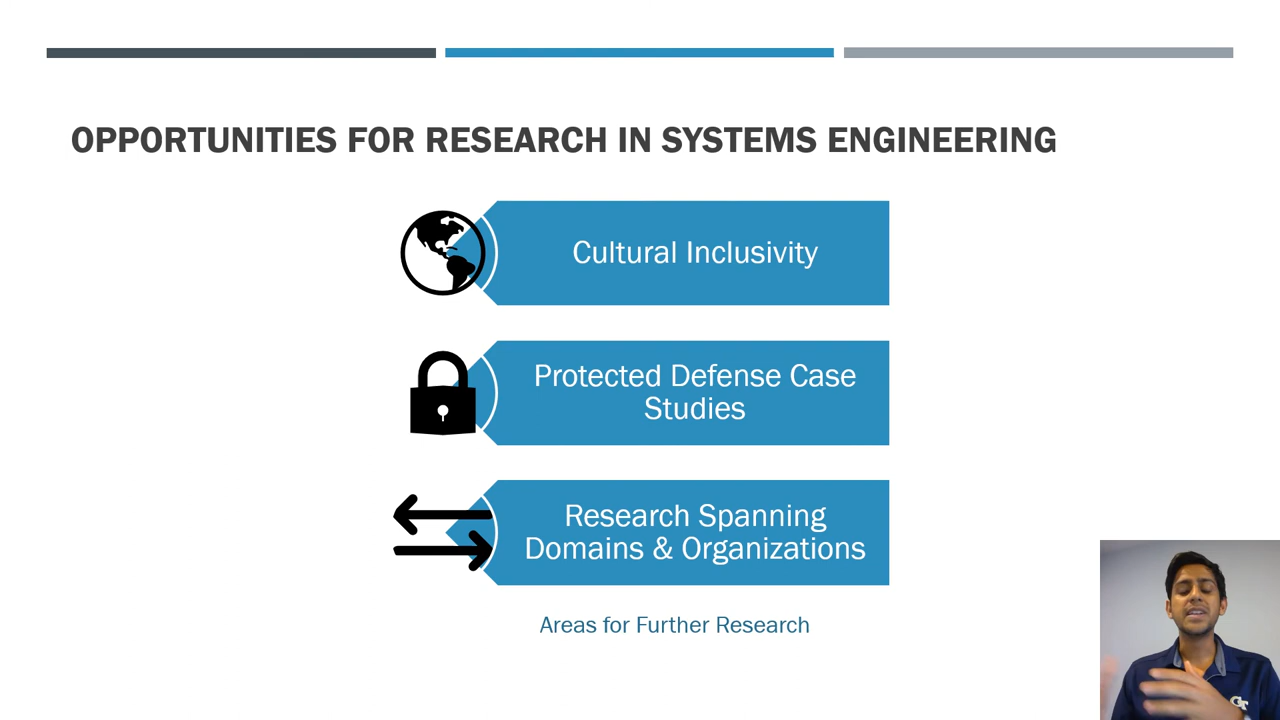 OPPORTUNITIES FOR RESEARCH IN SYSTEMS ENGINEERING
Cultural Inclusivity
Protected Defense Case
Studies
Research Spanning
Domains & Organizations
Areas for Further Research
GT